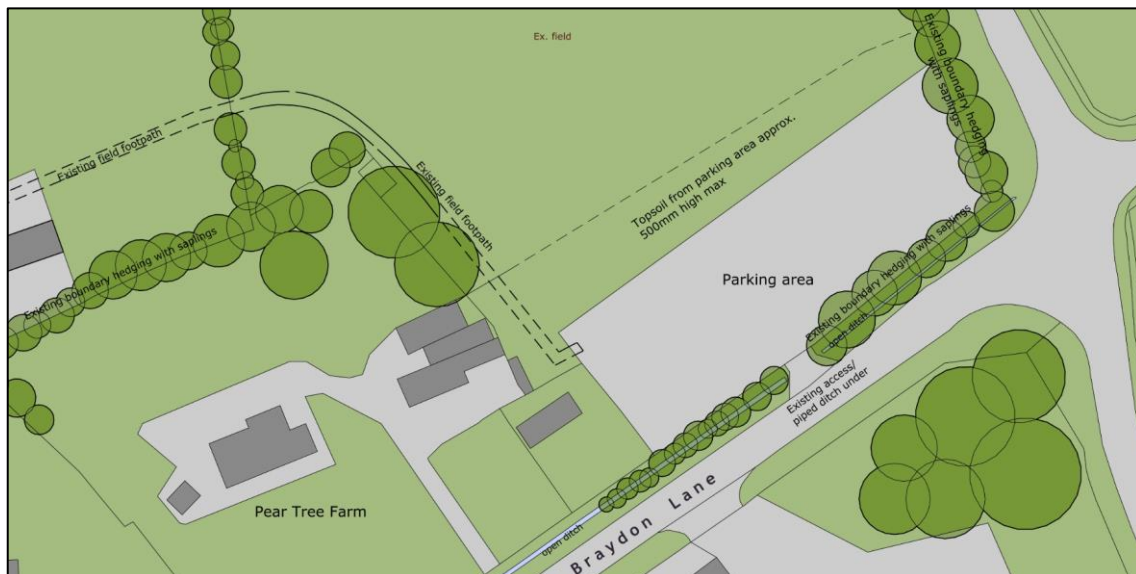 Ex. field
Existing boundary hedging
with saplings
Existing field footpath
Existing field footpath
Topsoil from parking area approx.
500mm high max
Existing boundary hedging with saplings
Parking area
Existing boundary hedging with saplings
open ditch
Existing access/
piped ditch under
Pear Tree Farm
open ditch
Braydon Lane